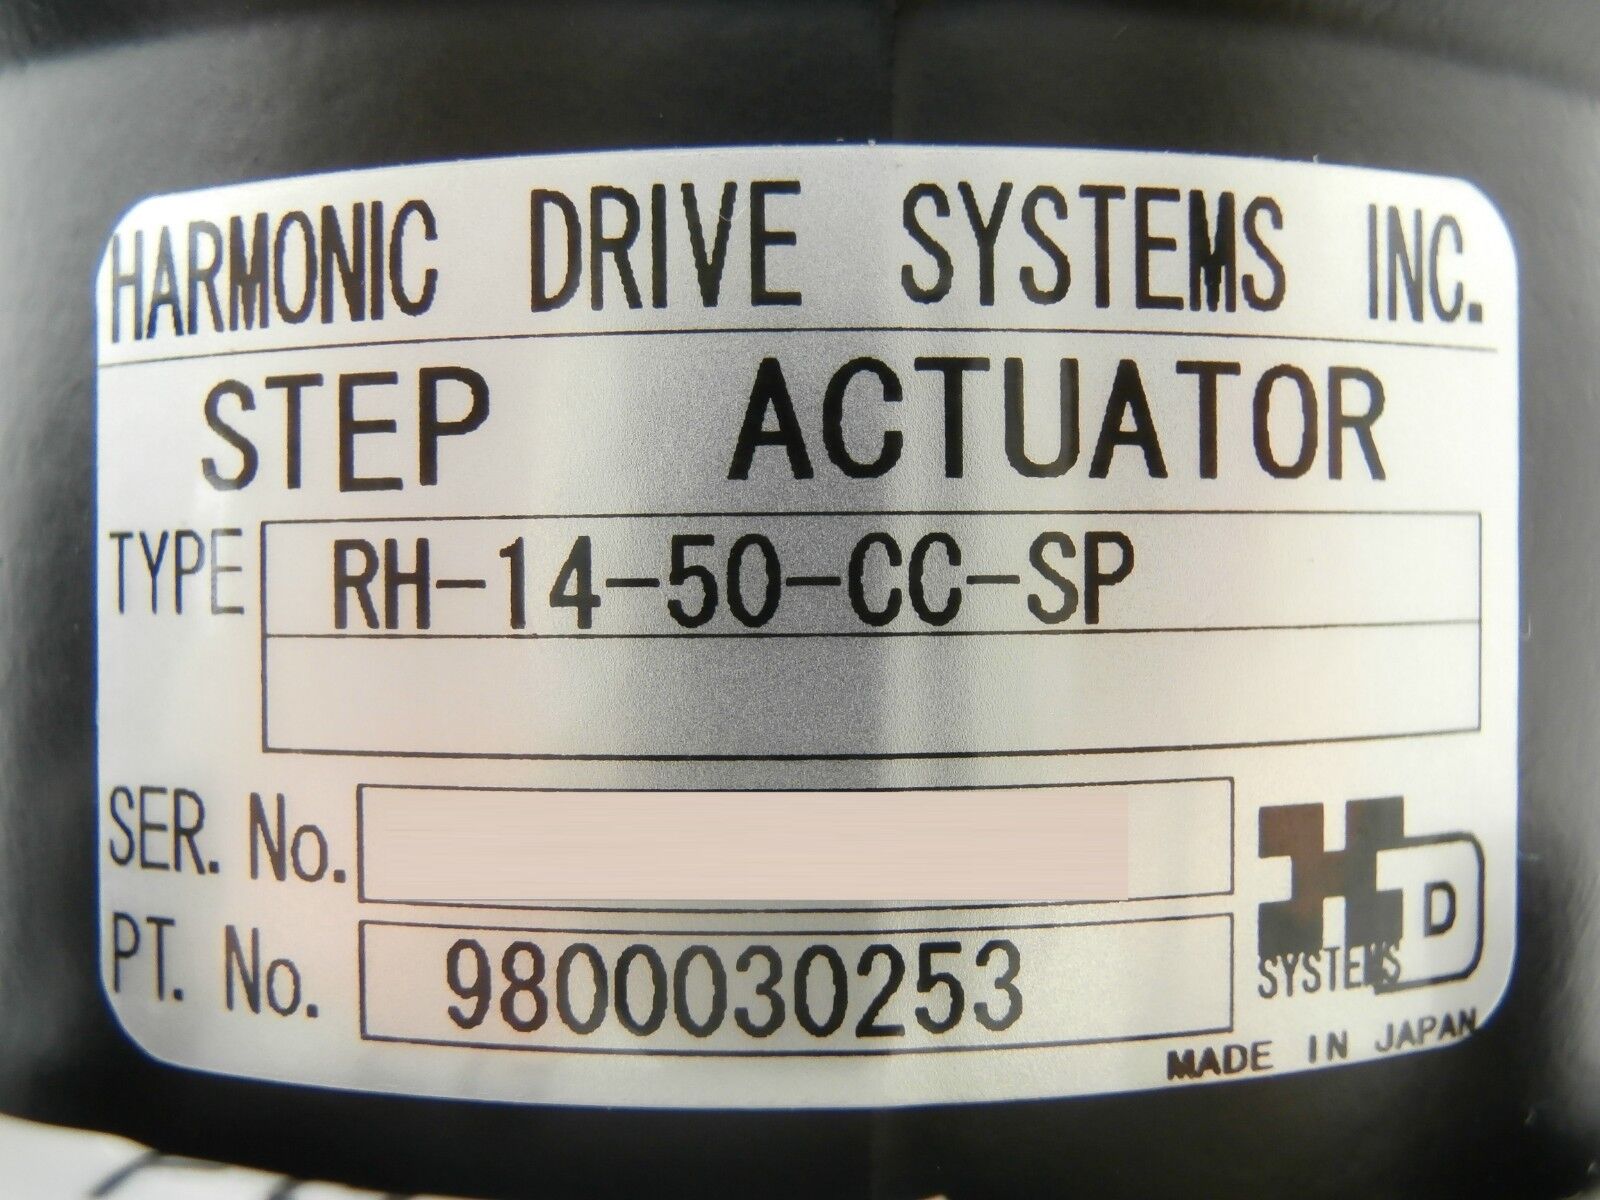 HARMONIC DRIVE SYSTEMS INC.
STEP ACTUATOR
TYPE RH-14-50-CC-SP
SER. No.
PT. No. 9800030253
HD
SYSTEMS
MADE IN JAPAN